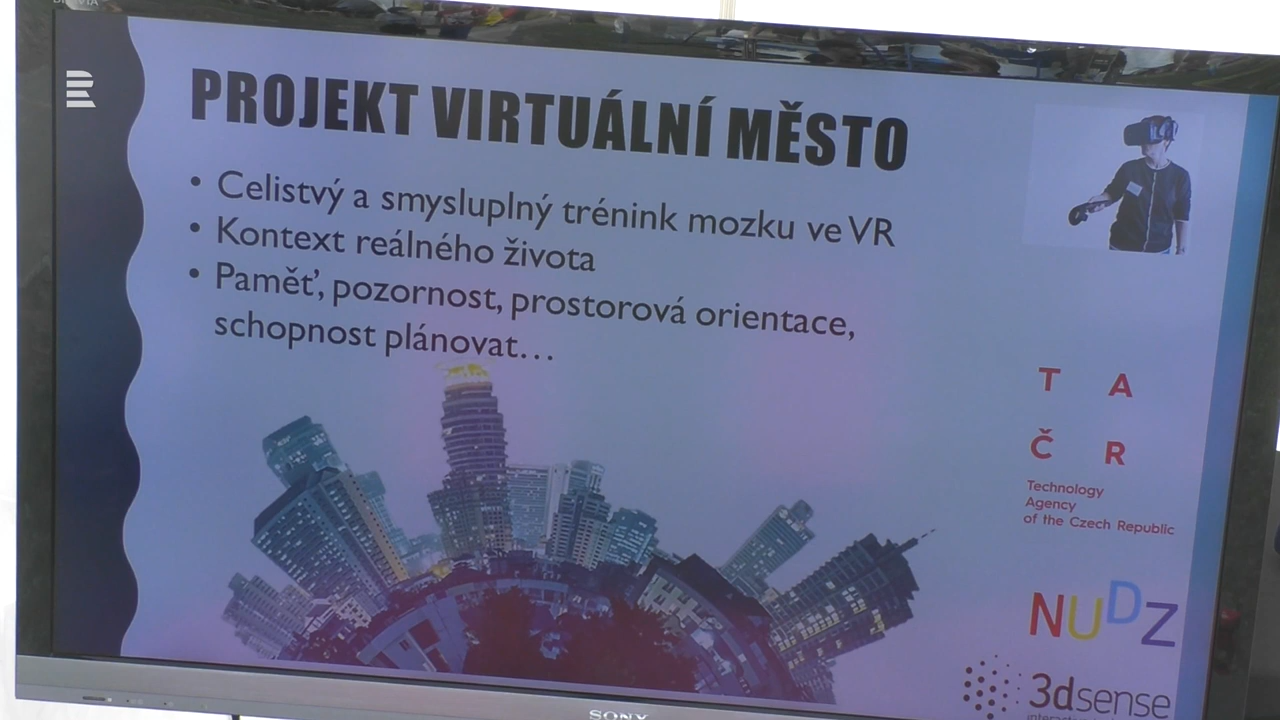 PROJEKT VIRTUÁLNÍ MĚSTO
• Celistvý a smysluplný trénink mozku ve VR
• Kontext reálného života
• Paměť, pozornost, prostorová orientace,
schopnost plánovat…
T A
Č R
Technology
Agency
of the Czech Republic
NUDZ
3dsense
SONY